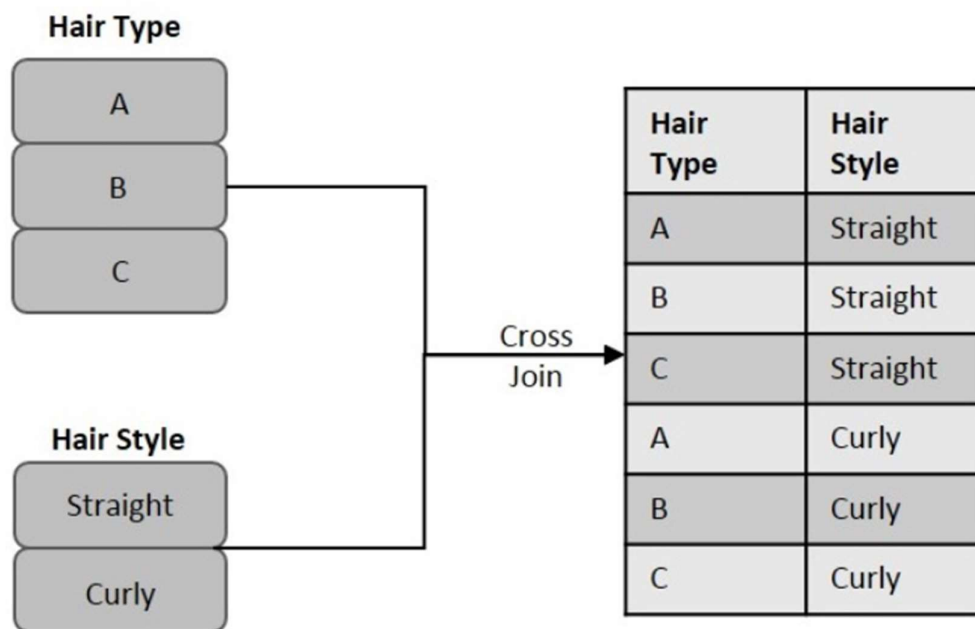 Hair Type
A
B
C
Hair Style
Straight
Curly
Cross
Join
Hair Hair
Type Style
A Straight
B Straight
C Straight
A Curly
B Curly
C Curly